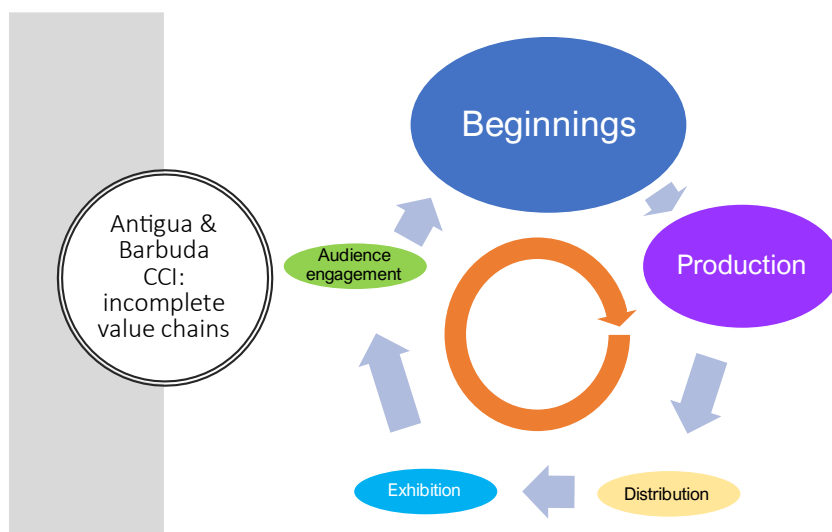 Antigua &
Barbuda
CCI:
incomplete
value chains
Beginnings
Production
Distribution
Exhibition
Audience
engagement